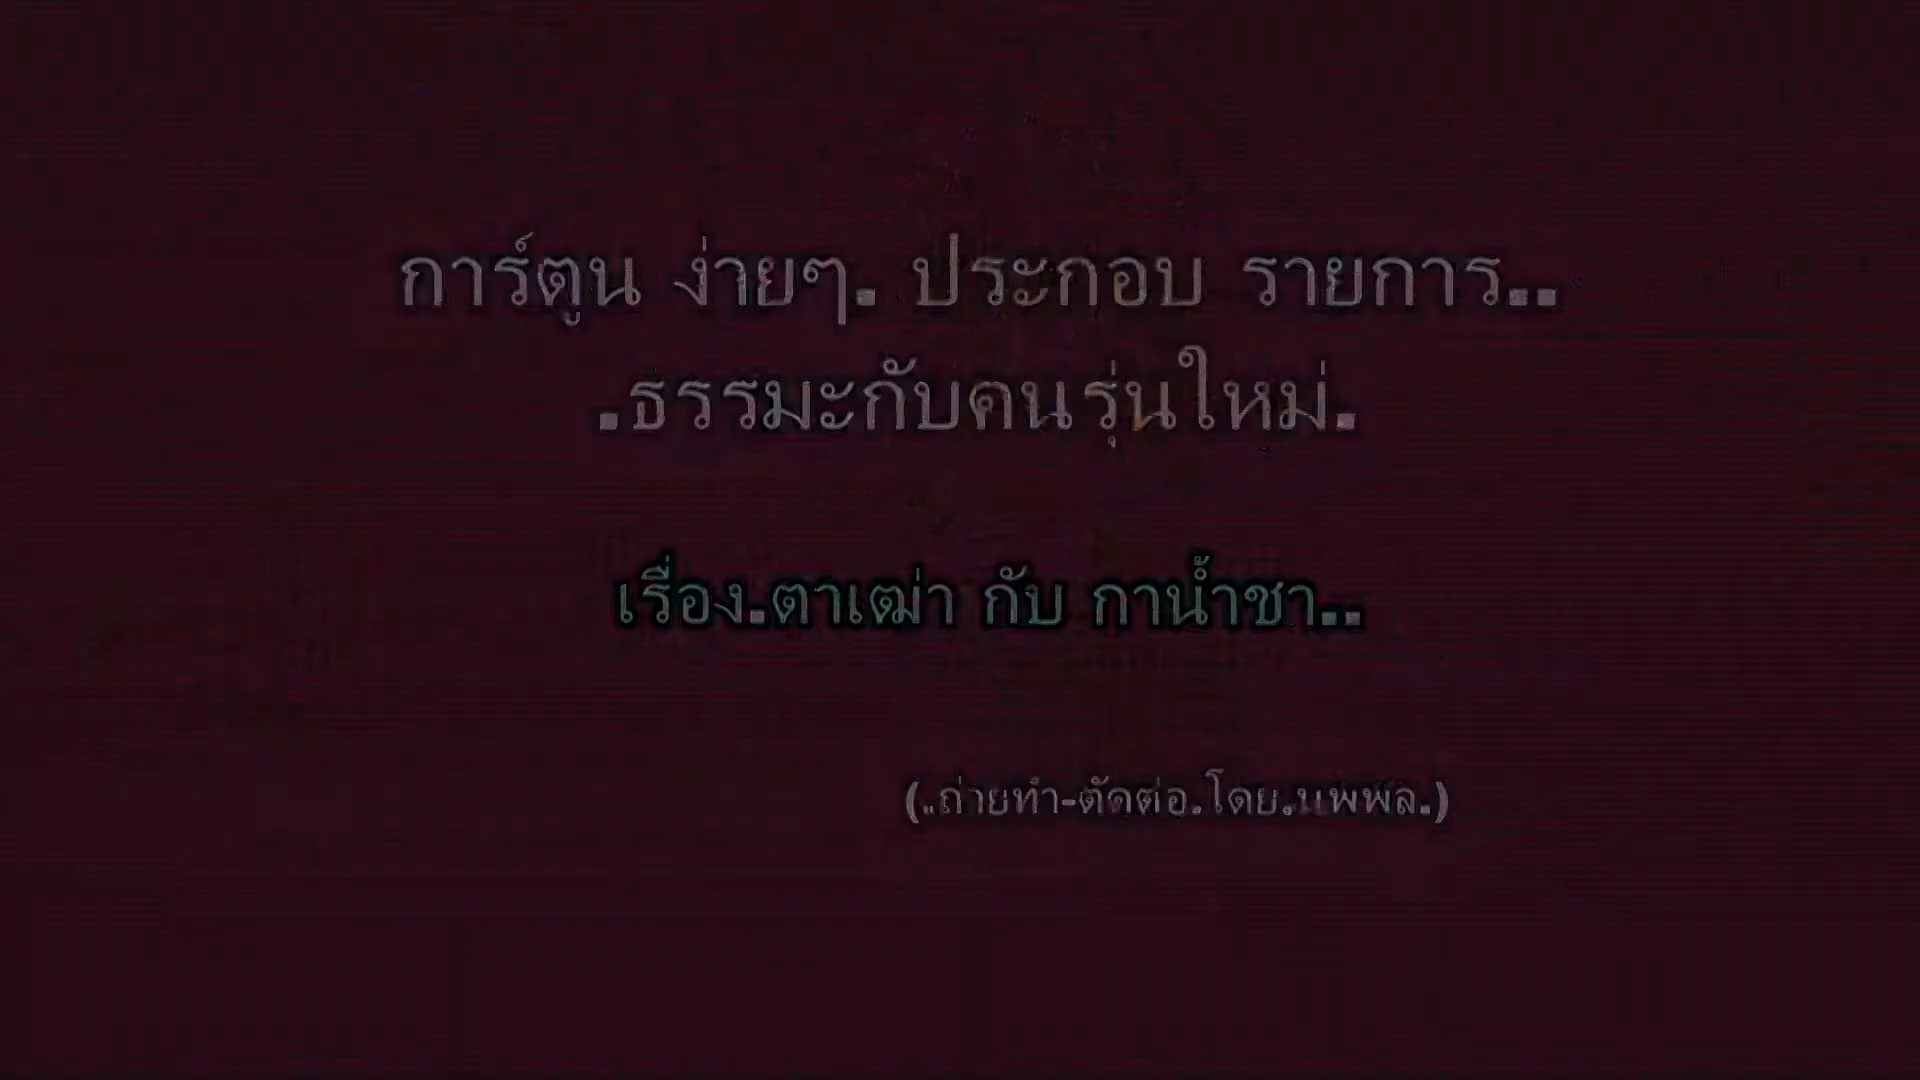 การ์ตูน ง่ายๆ. ประกอบ รายการ..
.ธรรมะกับคนรุ่นใหม่.
เรื่อง.ตาเฒ่า กับ กาน้ำชา..
(..ถ่ายทำ-ตัดต่อ.โดย.นพพล.)